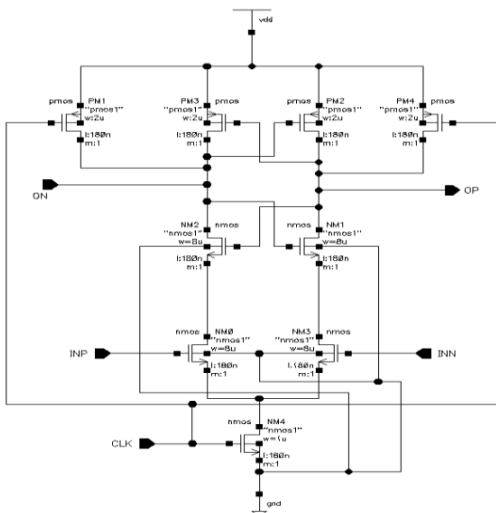 vdd
pmos PM1 PM3 pmos pmos PM2 PM4 pmos
"pmos1" "pmos1" "pmos1" "pmos1"
w:2u w:2u w:2u w:2u
l:180n l:180n l:180n l:180n
m:1 m:1 m:1 m:1
ON OP
NM2 nmos nmos NM1
"nmos1" "nmos1"
w=8u w=8u
l:180n l:180n
m:1 m:1
nmos NM0 NM3 nmos
"nmos1" "nmos1"
INP w=8u w=8u INN
l:180n l:180n
m:1 m:1
nmos NM4
"nmos1"
CLK
l:180n
m:1
gnd